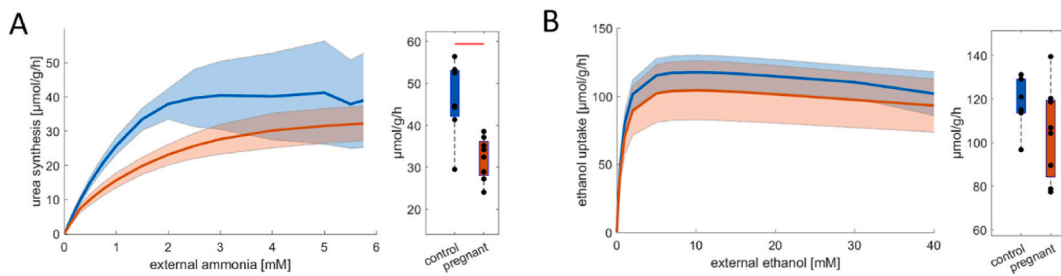 A
urea synthesis [µmol/g/h]
60
50
40
30
20
10
0
0 1 2 3 4 5 6
external ammonia [mM]
µmol/g/h
60
50
40
30
20
control
pregnant
B
ethanol uptake [µmol/g/h]
150
100
50
0
0 10 20 30 40
external ethanol [mM]
µmol/g/h
140
120
100
80
60
control
pregnant